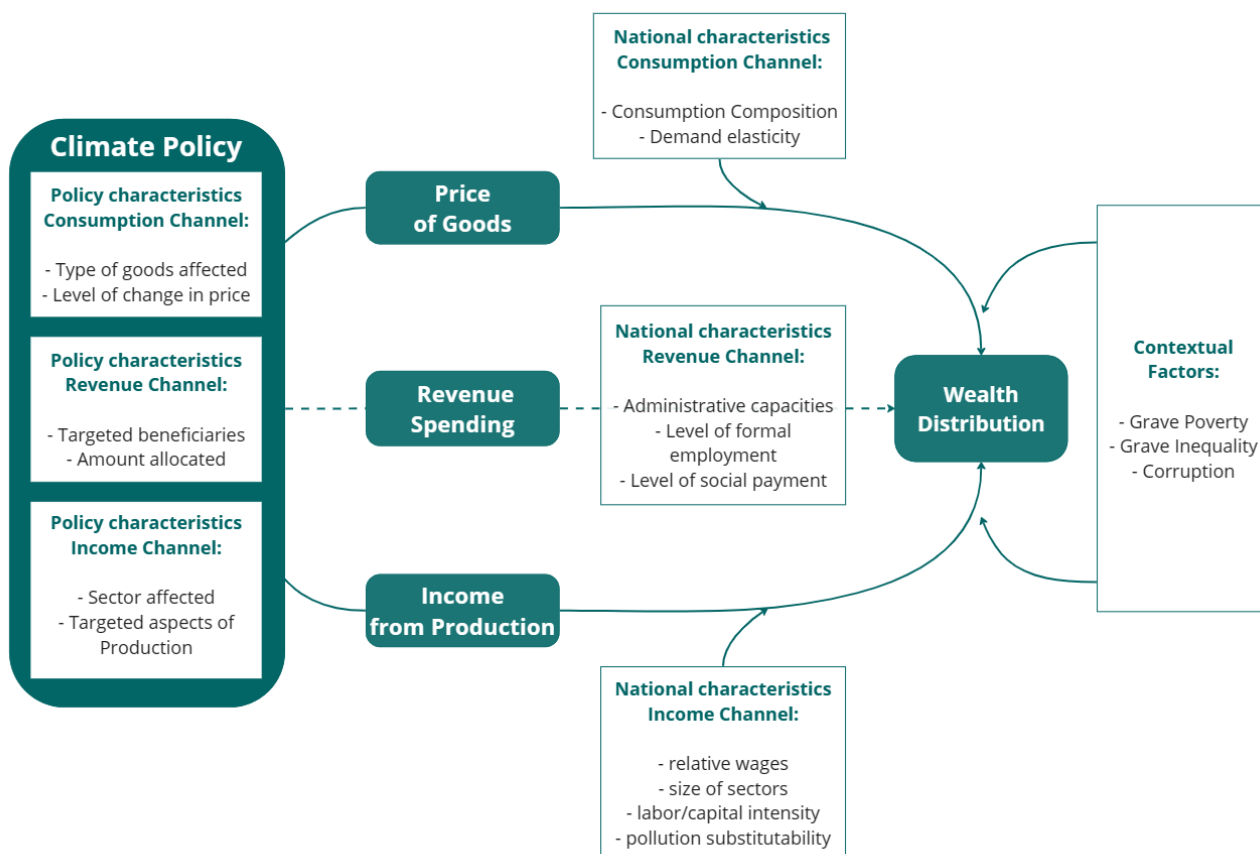 Climate Policy
Policy characteristics
Consumption Channel:
- Type of goods affected
- Level of change in price
Policy characteristics
Revenue Channel:
- Targeted beneficiaries
- Amount allocated
Policy characteristics
Income Channel:
- Sector affected
- Targeted aspects of
Production
Price
of Goods
Revenue
Spending
Income
from Production
National characteristics
Consumption Channel:
- Consumption Composition
- Demand elasticity
National characteristics
Revenue Channel:
- Administrative capacities
- Level of formal
employment
- Level of social payment
National characteristics
Income Channel:
- relative wages
- size of sectors
- labor/capital intensity
- pollution substitutability
Wealth
Distribution
Contextual
Factors:
- Grave Poverty
- Grave Inequality
- Corruption